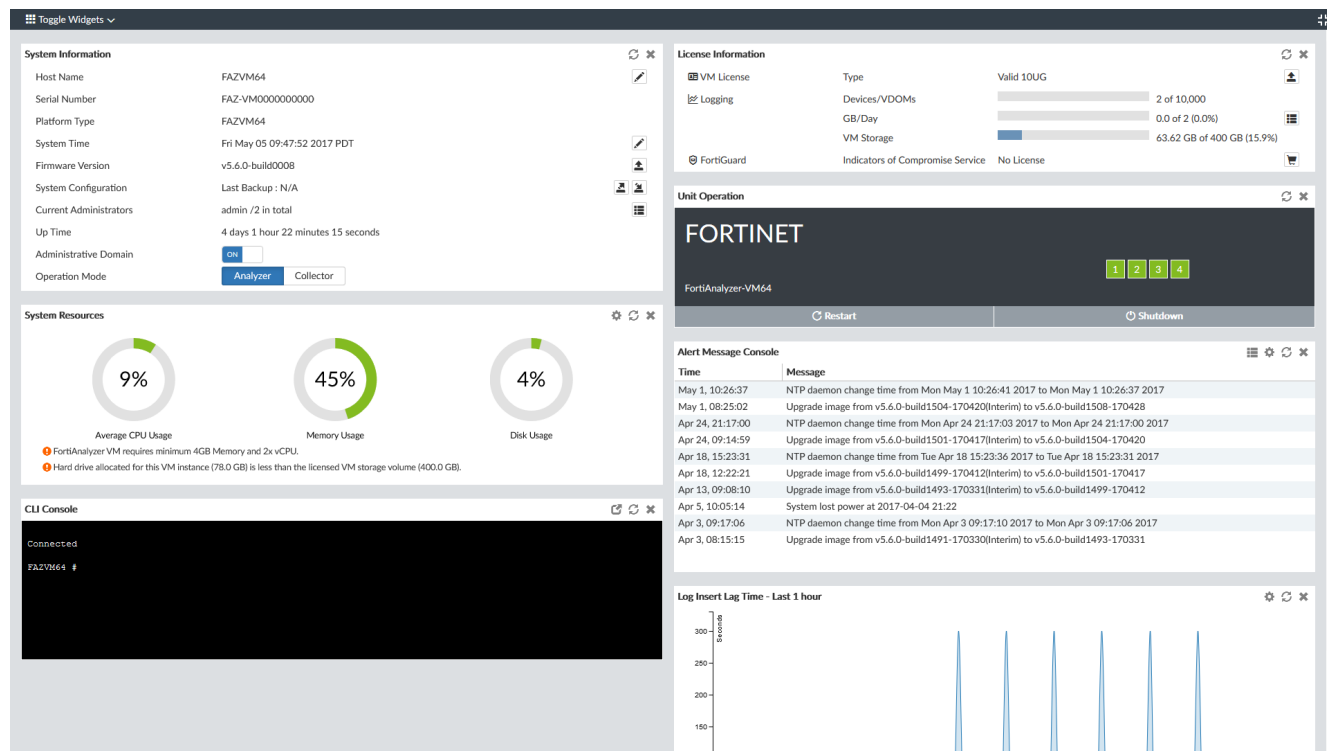 Toggle Widgets
System Information
Host Name FAZVM64
Serial Number FAZ-VM0000000000
Platform Type FAZVM64
System Time Fri May 05 09:47:52 2017 PDT
Firmware Version v5.6.0-build0008
System Configuration Last Backup : N/A
Current Administrators admin /2 in total
Up Time 4 days 1 hour 22 minutes 15 seconds
Administrative Domain ON
Operation Mode Analyzer Collector
System Resources
9% 45% 4%
Average CPU Usage Memory Usage Disk Usage
FortiAnalyzer VM requires minimum 4GB Memory and 2x vCPU.
Hard drive allocated for this VM instance (78.0 GB) is less than the licensed VM storage volume (400.0 GB).
CLI Console
Connected
FAZVM64 #
License Information
VM License Type Valid 10UG
Logging Devices/VDOMs 2 of 10,000
GB/Day 0.0 of 2 (0.0%)
VM Storage 63.62 GB of 400 GB (15.9%)
FortiGuard Indicators of Compromise Service No License
Unit Operation
FORTINET
1 2 3 4
FortiAnalyzer-VM64
Restart Shutdown
Alert Message Console
Time Message
May 1, 10:26:37 NTP daemon change time from Mon May 1 10:26:41 2017 to Mon May 1 10:26:37 2017
May 1, 08:25:02 Upgrade image from v5.6.0-build1504-170420(Interim) to v5.6.0-build1508-170428
Apr 24, 21:17:00 NTP daemon change time from Mon Apr 24 21:17:03 2017 to Mon Apr 24 21:17:00 2017
Apr 24, 09:14:59 Upgrade image from v5.6.0-build1501-170417(Interim) to v5.6.0-build1504-170420
Apr 18, 15:23:31 NTP daemon change time from Tue Apr 18 15:23:36 2017 to Tue Apr 18 15:23:31 2017
Apr 18, 12:22:21 Upgrade image from v5.6.0-build1499-170412(Interim) to v5.6.0-build1501-170417
Apr 13, 09:08:10 Upgrade image from v5.6.0-build1493-170331(Interim) to v5.6.0-build1499-170412
Apr 5, 10:05:14 System lost power at 2017-04-04 21:22
Apr 3, 09:17:06 NTP daemon change time from Mon Apr 3 09:17:10 2017 to Mon Apr 3 09:17:06 2017
Apr 3, 08:15:15 Upgrade image from v5.6.0-build1491-170330(Interim) to v5.6.0-build1493-170331
Log Insert Lag Time - Last 1 hour
Seconds
300
250
200
150